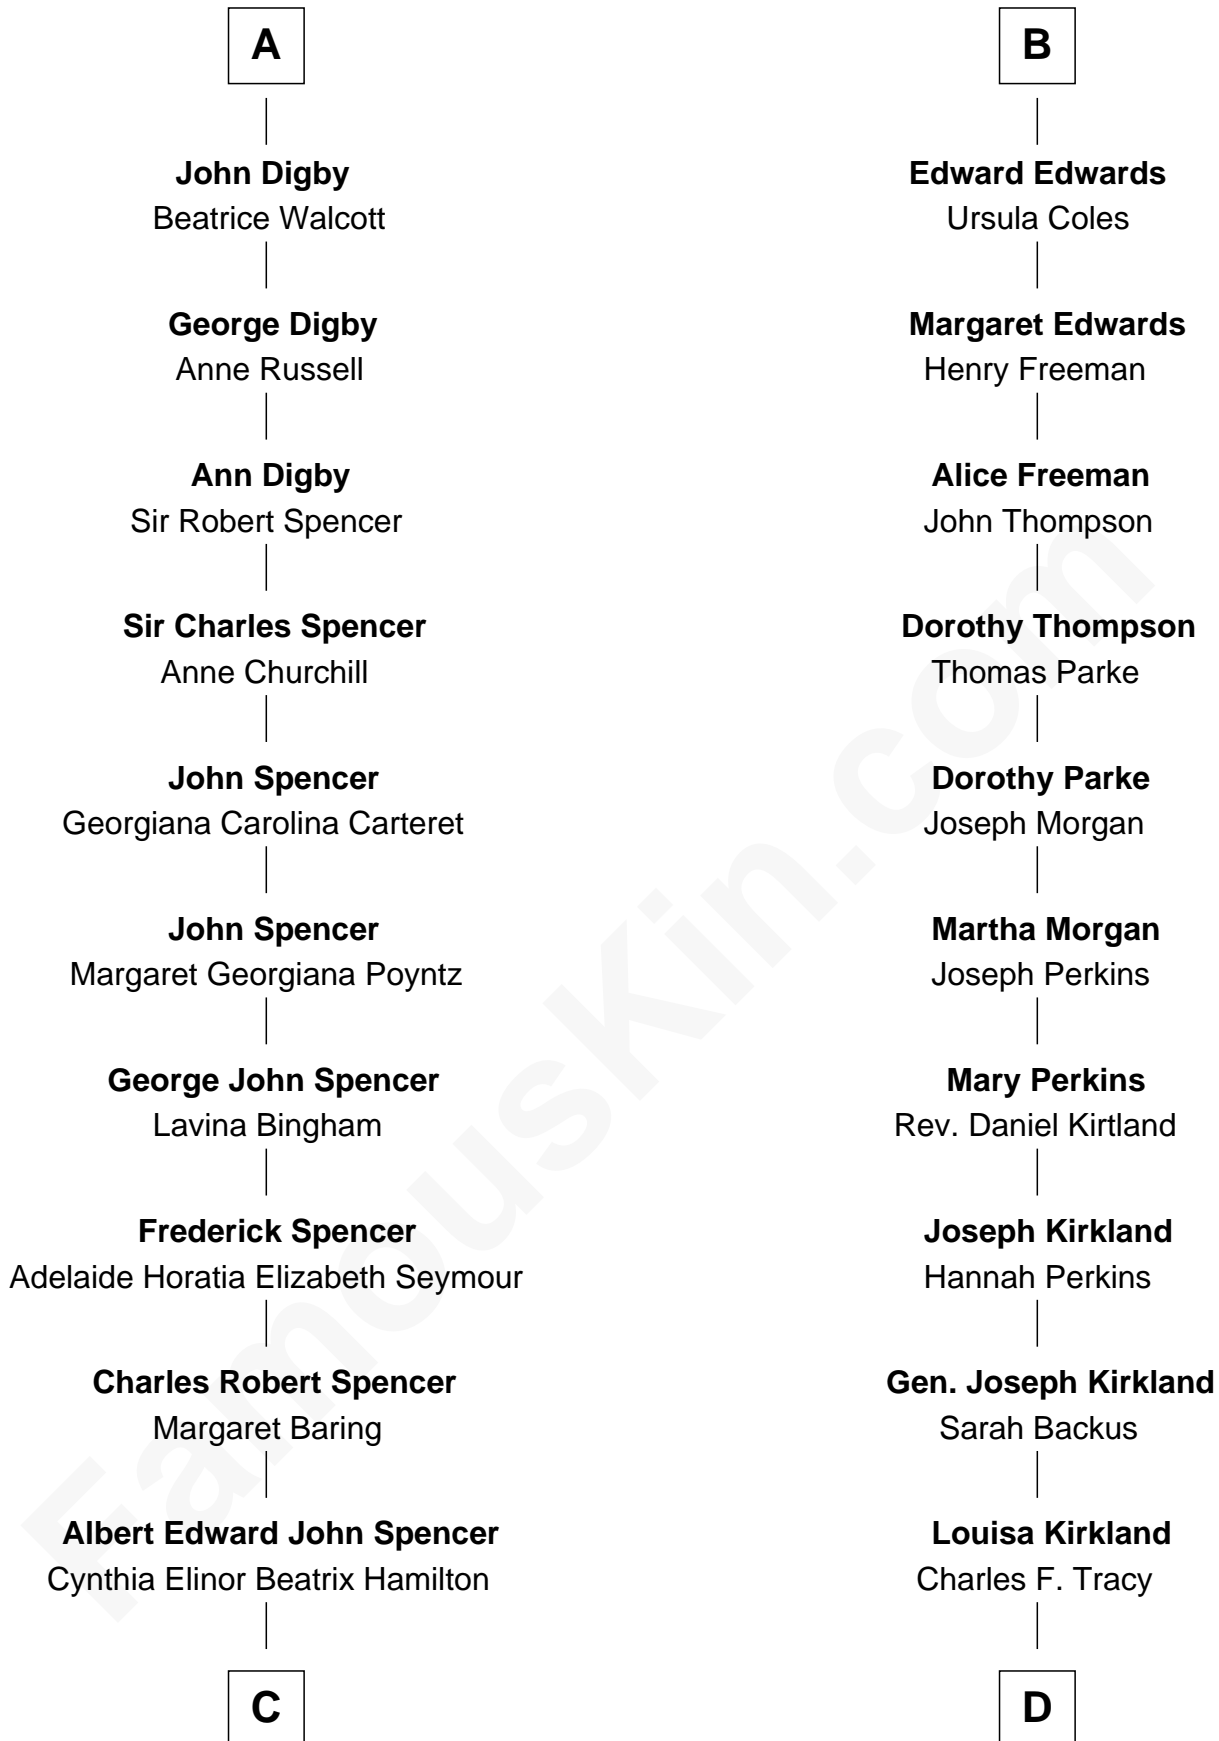 A
John Digby
Beatrice Walcott
George Digby
Anne Russell
Ann Digby
Sir Robert Spencer
Sir Charles Spencer
Anne Churchill
John Spencer
Georgiana Carolina Carteret
John Spencer
Margaret Georgiana Poyntz
George John Spencer
Lavina Bingham
Frederick Spencer
Adelaide Horatia Elizabeth Seymour
Charles Robert Spencer
Margaret Baring
Albert Edward John Spencer
Cynthia Elinor Beatrix Hamilton
C
B
Edward Edwards
Ursula Coles
Margaret Edwards
Henry Freeman
Alice Freeman
John Thompson
Dorothy Thompson
Thomas Parke
Dorothy Parke
Joseph Morgan
Martha Morgan
Joseph Perkins
Mary Perkins
Rev. Daniel Kirtland
Joseph Kirkland
Hannah Perkins
Gen. Joseph Kirkland
Sarah Backus
Louisa Kirkland
Charles F. Tracy
D
FamousKin.com